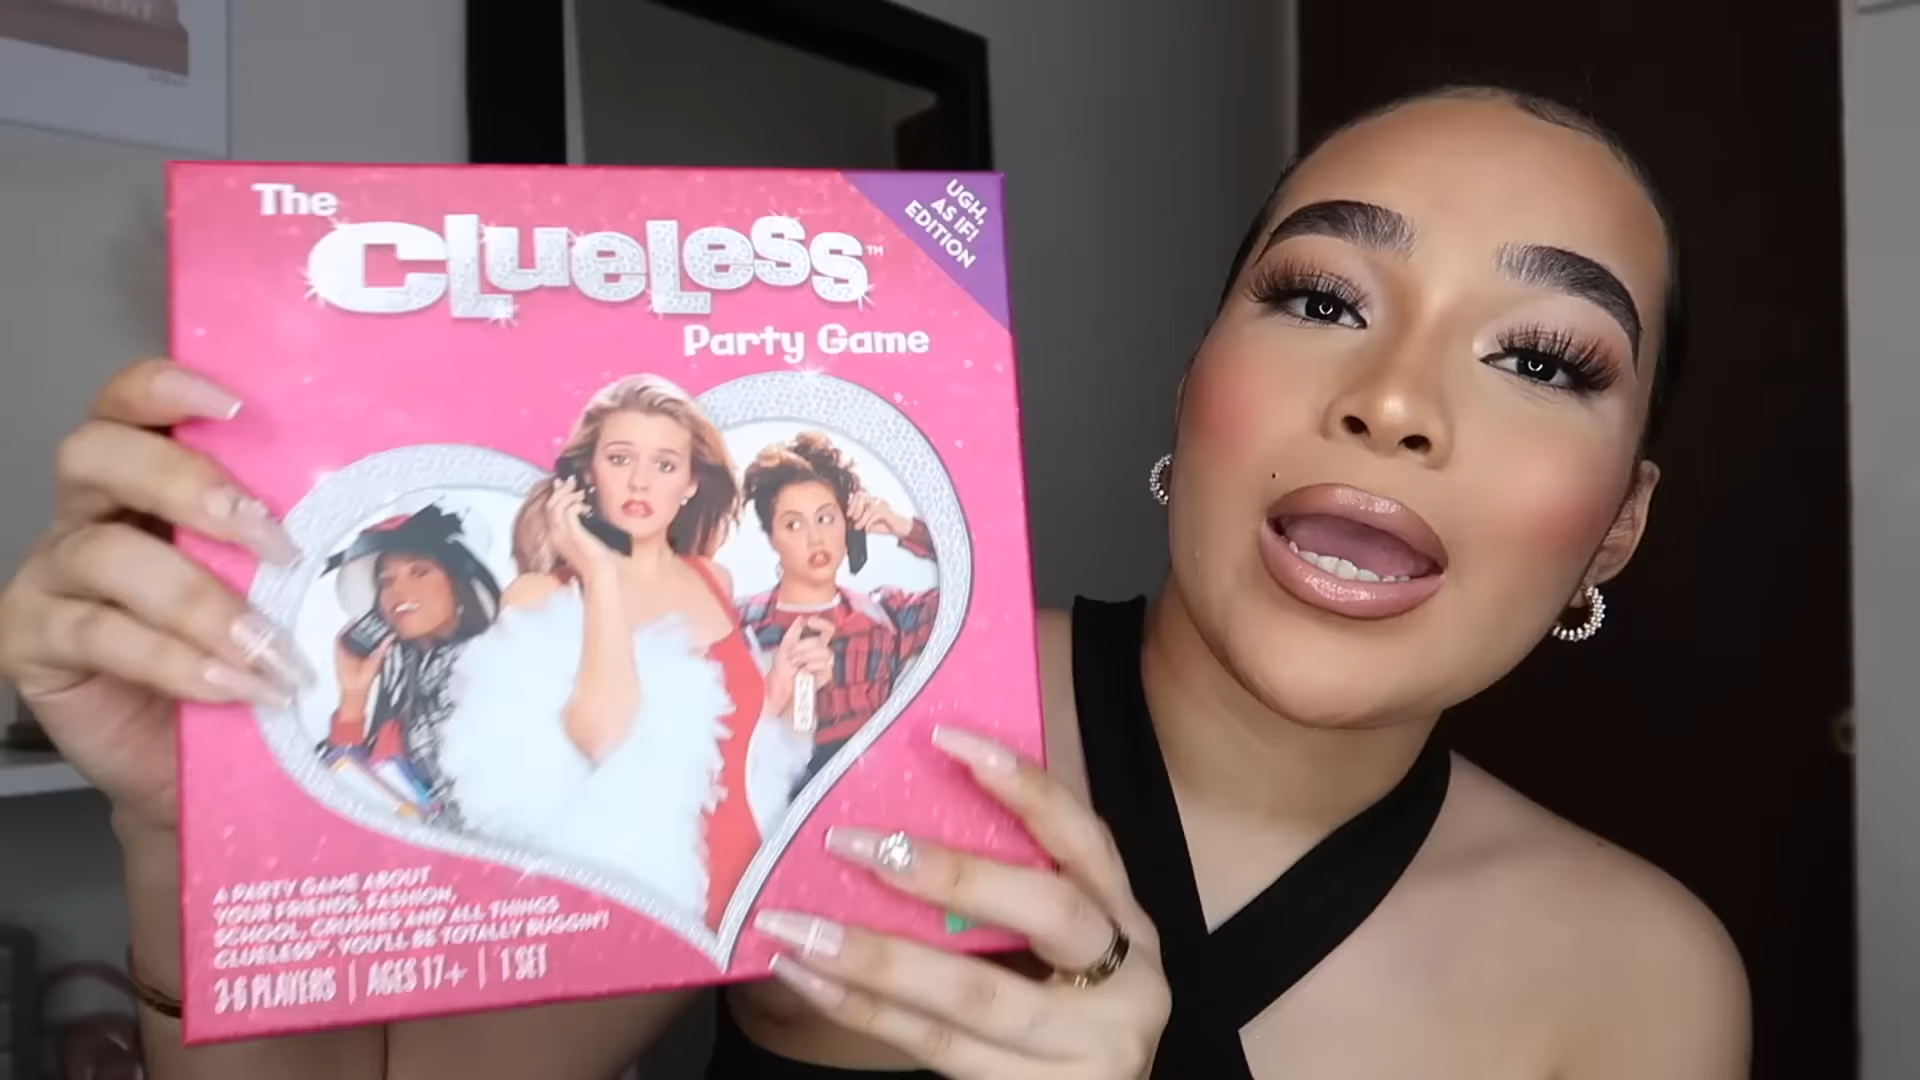 The
CLueLess™
Party Game
UGH,
AS IF!
EDITION
A PARTY GAME ABOUT
YOUR FRIENDS, FASHION,
SCHOOL, CRUSHES AND ALL THINGS
CLUELESS™. YOU'LL BE TOTALLY BUGGIN'!
3-6 PLAYERS | AGES 17+ | 1 SET